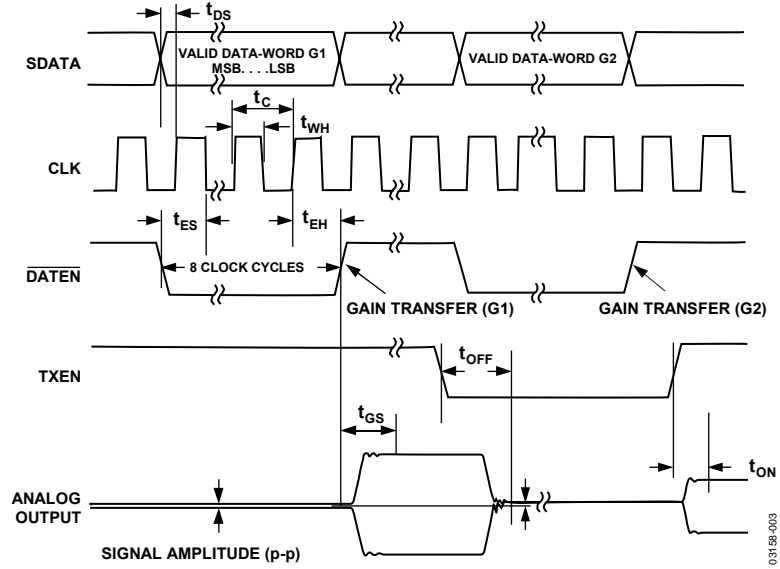 tDS
SDATA
VALID DATA-WORD G1
MSB. . . .LSB
VALID DATA-WORD G2
tC
tWH
CLK
tES
tEH
DATEN
8 CLOCK CYCLES
GAIN TRANSFER (G1)
GAIN TRANSFER (G2)
TXEN
tOFF
tGS
tON
ANALOG
OUTPUT
SIGNAL AMPLITUDE (p-p)
03158-003